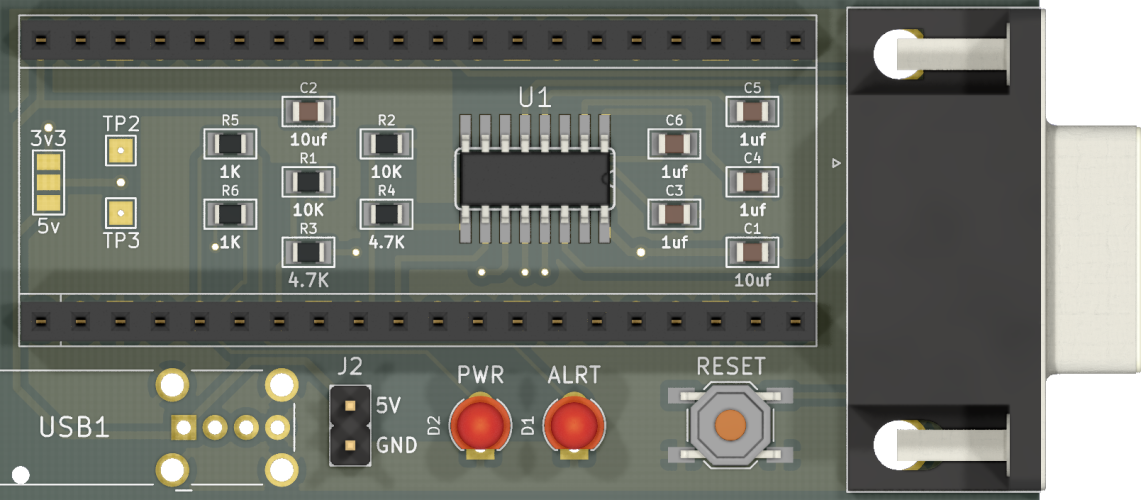 C2
10uf
U1
C5
1uf
TP2
3v3
R5
1K
R2
10K
C6
1uf
R1
10K
C4
1uf
R6
1K
R4
4.7K
C3
1uf
5v
TP3
R3
4.7K
C1
10uf
J2
5V
GND
PWR
D2
ALRT
D1
RESET
USB1